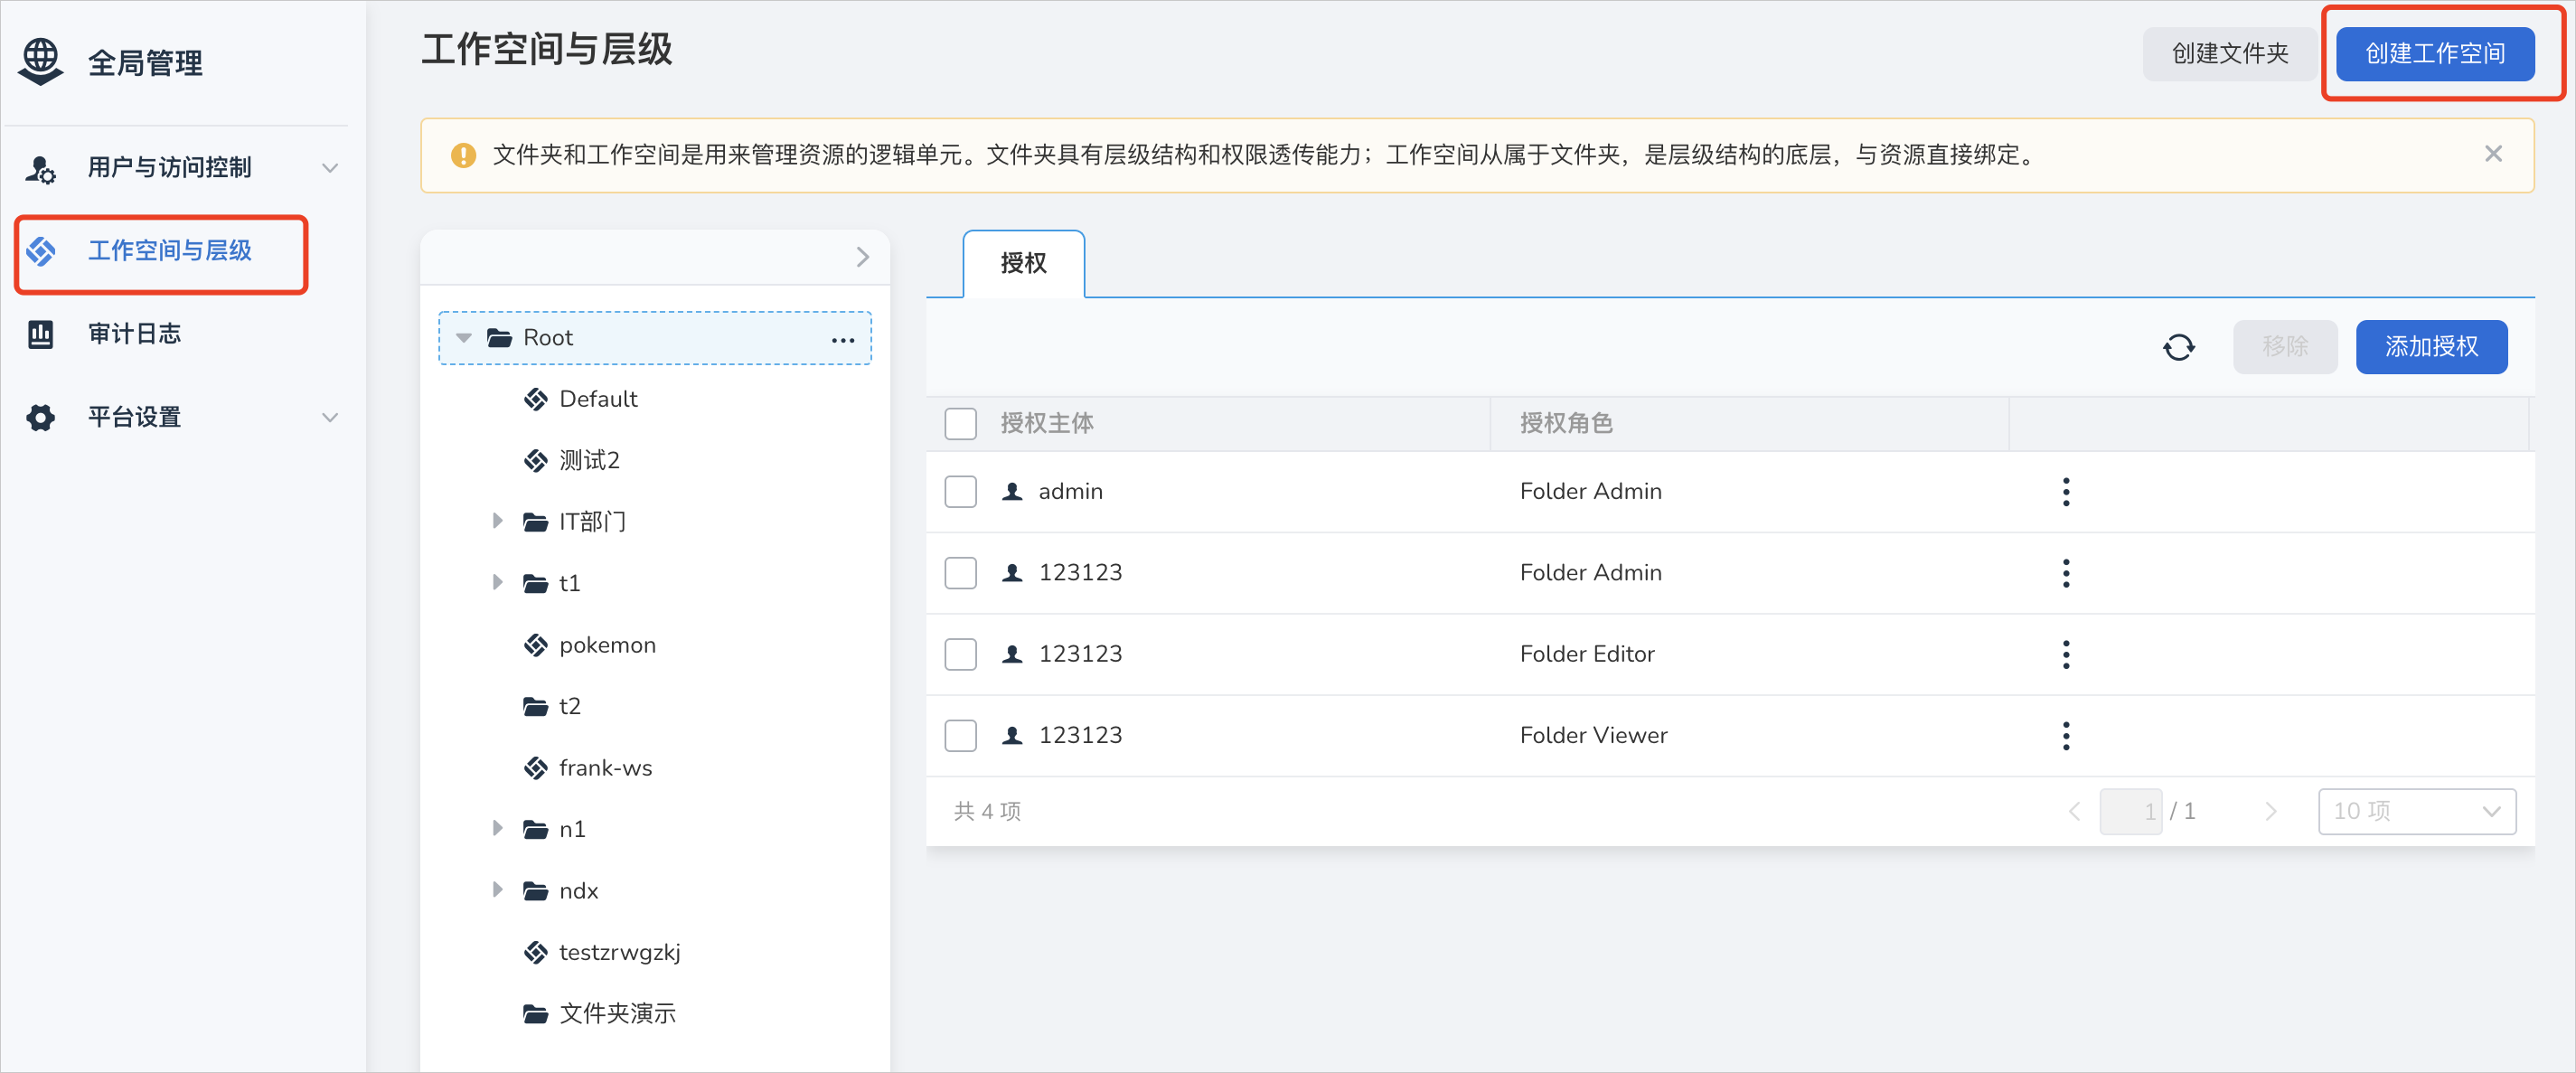 全局管理
用户与访问控制
工作空间与层级
审计日志
平台设置
工作空间与层级
创建文件夹
创建工作空间
文件夹和工作空间是用来管理资源的逻辑单元。文件夹具有层级结构和权限透传能力；工作空间从属于文件夹，是层级结构的底层，与资源直接绑定。
Root
Default
测试2
IT部门
t1
pokemon
t2
frank-ws
n1
ndx
testzrwgzkj
文件夹演示
授权
移除
添加授权
授权主体 授权角色
admin Folder Admin
123123 Folder Admin
123123 Folder Editor
123123 Folder Viewer
共 4 项
1 / 1
10 项